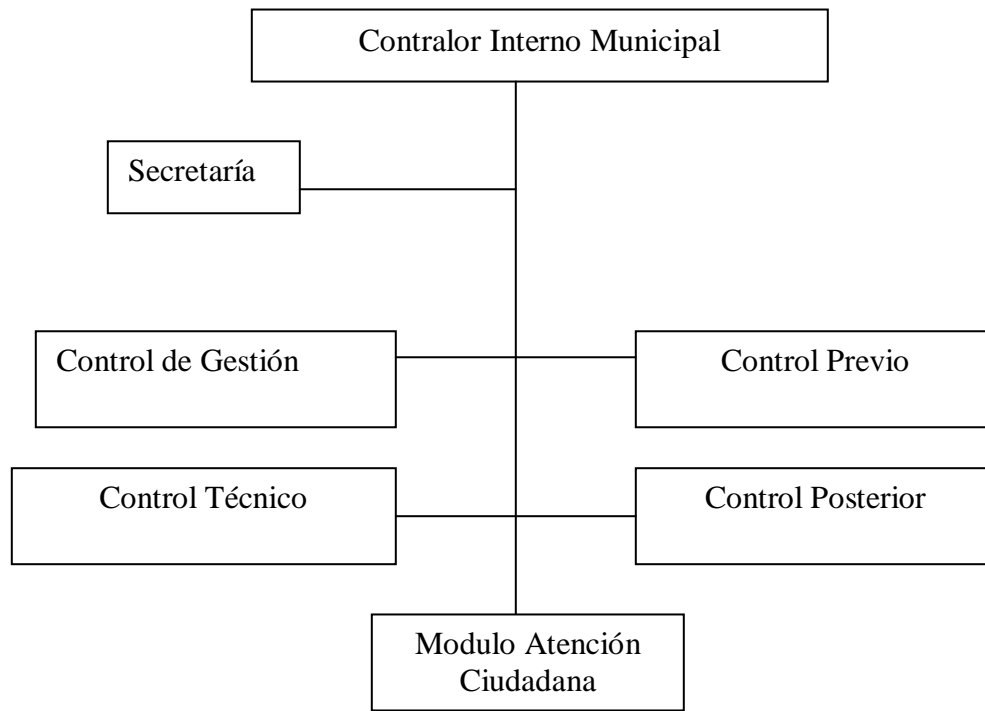 Contralor Interno Municipal
Secretaría
Control de Gestión
Control Previo
Control Técnico
Control Posterior
Modulo Atención
Ciudadana